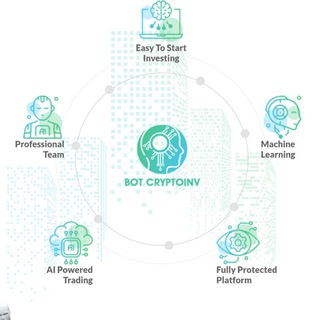 Easy To Start
Investing
Professional
Team
Machine
Learning
BOT CRYPTOINV
AI Powered
Trading
Fully Protected
Platform